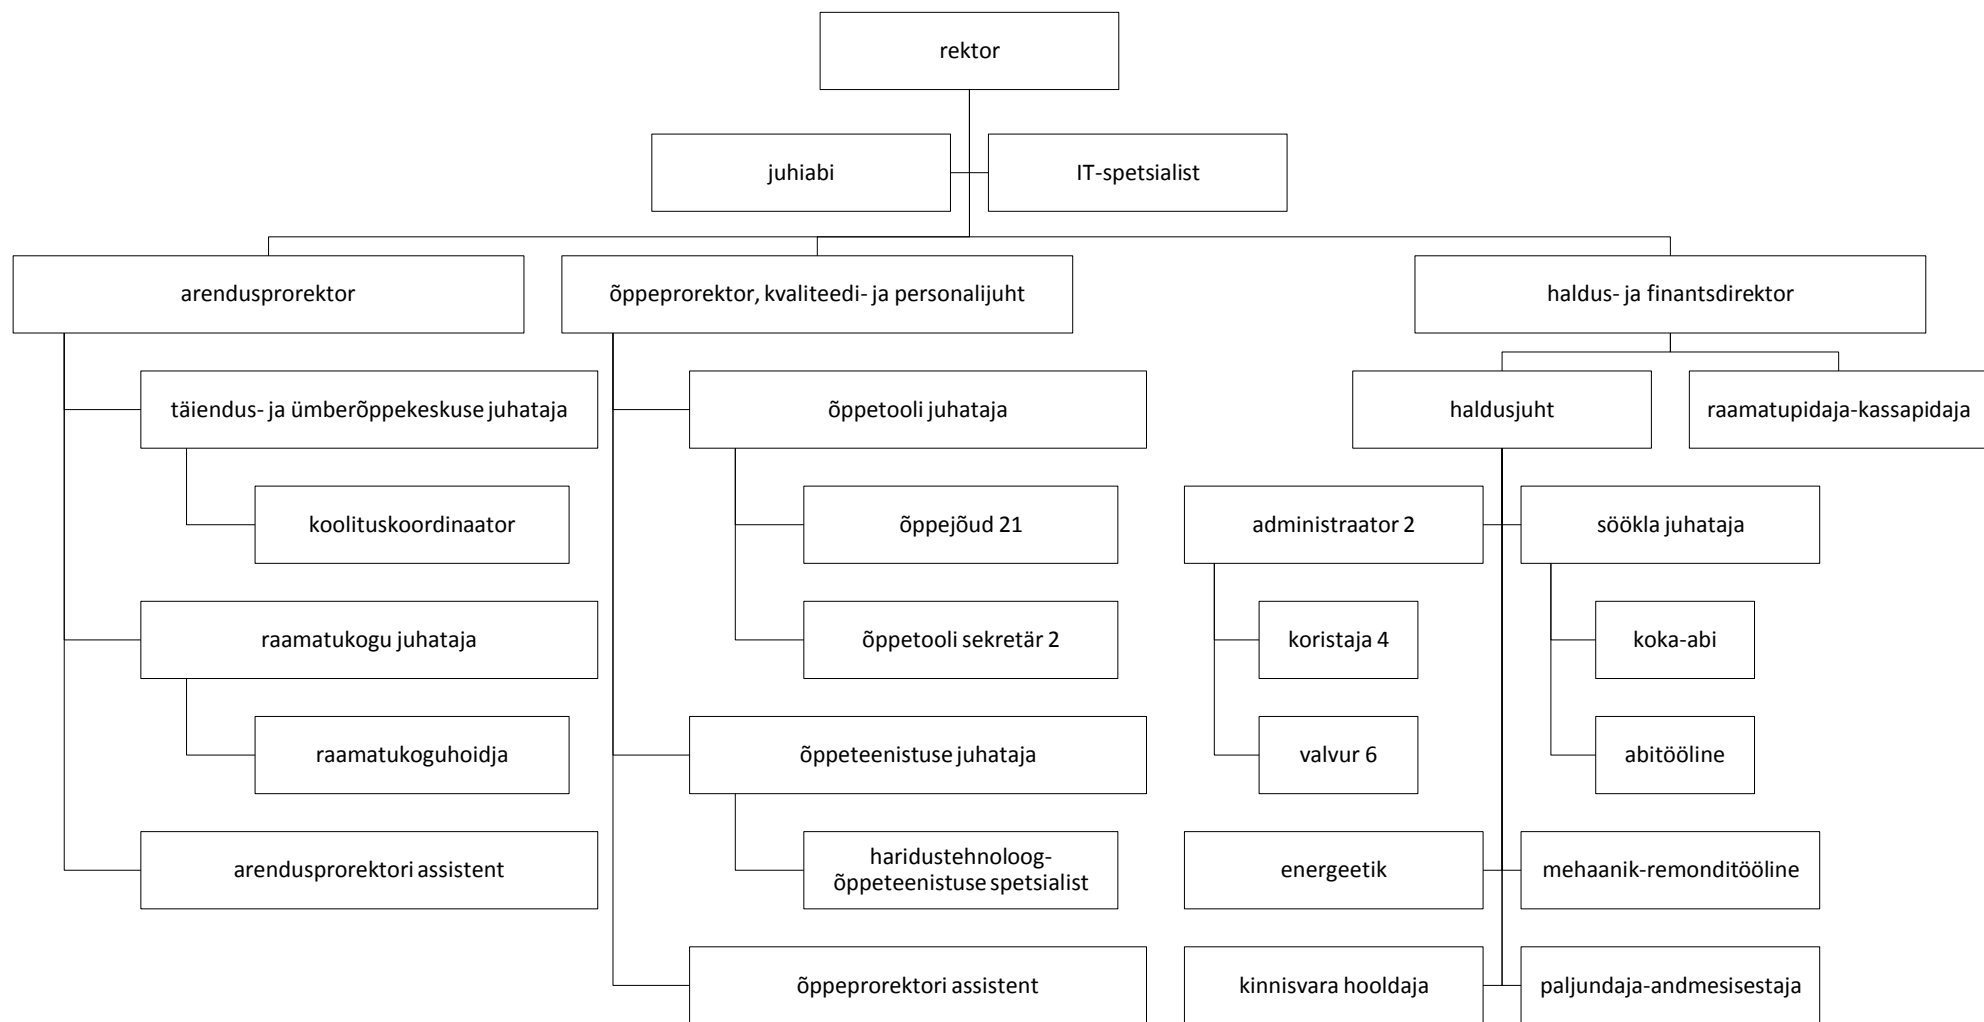 rektor
juhiabi
IT-spetsialist
arendusprorektor
õppeprorektor, kvaliteedi- ja personalijuht
haldus- ja finantsdirektor
täiendus- ja ümberõppekeskuse juhataja
õppetooli juhataja
haldusjuht
raamatupidaja-kassapidaja
koolituskoordinaator
õppejõud 21
administraator 2
söökla juhataja
raamatukogu juhataja
õppetooli sekretär 2
koristaja 4
koka-abi
raamatukoguhoidja
õppeteenistuse juhataja
valvur 6
abitööline
arendusprorektori assistent
haridustehnoloog-
õppeteenistuse spetsialist
energeetik
mehaanik-remonditööline
õppeprorektori assistent
kinnisvara hooldaja
paljundaja-andmesisestaja